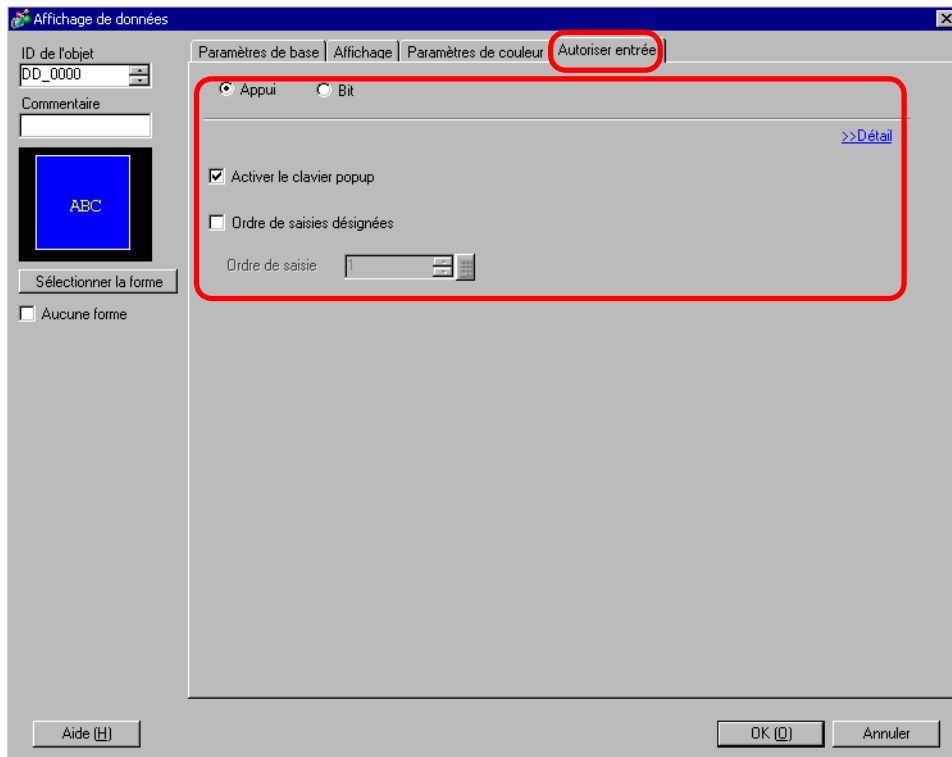 Affichage de données
ID de l'objet
DD_0000
Commentaire
ABC
Sélectionner la forme
Aucune forme
Paramètres de base Affichage Paramètres de couleur Autoriser entrée
Appui Bit
>>Détail
Activer le clavier popup
Ordre de saisies désignées
Ordre de saisie 1
Aide (H) OK (O) Annuler